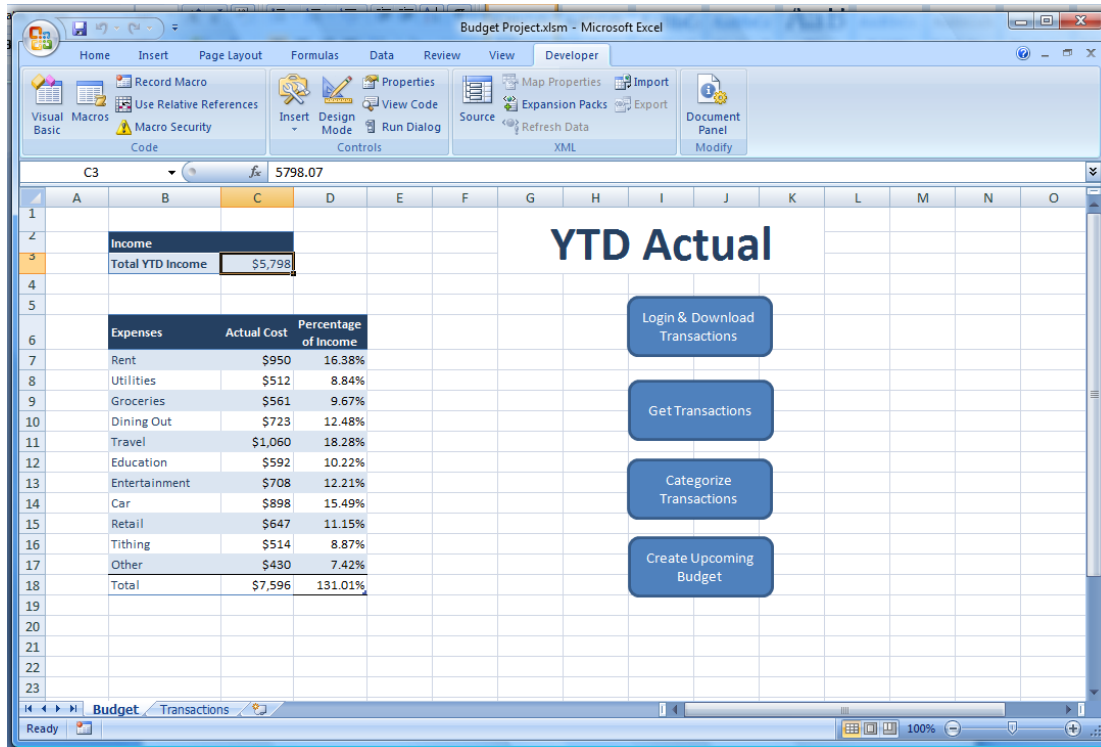 Budget Project.xlsm - Microsoft Excel
Home Insert Page Layout Formulas Data Review View Developer
Record Macro Properties Map Properties Import
Use Relative References View Code Expansion Packs Export
Visual Basic Macros Macro Security Insert Design Mode Run Dialog Source Refresh Data Document Panel
Code Controls XML Modify
C3 fx 5798.07
A B C D E F G H I J K L M N O
1
2 Income
YTD Actual
3 Total YTD Income $5,798
4
5
Login & Download
Transactions
6 Expenses Actual Cost Percentage of Income
7 Rent $950 16.38%
8 Utilities $512 8.84%
9 Groceries $561 9.67%
Get Transactions
10 Dining Out $723 12.48%
11 Travel $1,060 18.28%
12 Education $592 10.22%
13 Entertainment $708 12.21%
Categorize
Transactions
14 Car $898 15.49%
15 Retail $647 11.15%
16 Tithing $514 8.87%
17 Other $430 7.42%
Create Upcoming
Budget
18 Total $7,596 131.01%
19
20
21
22
23
Budget Transactions
Ready 100%